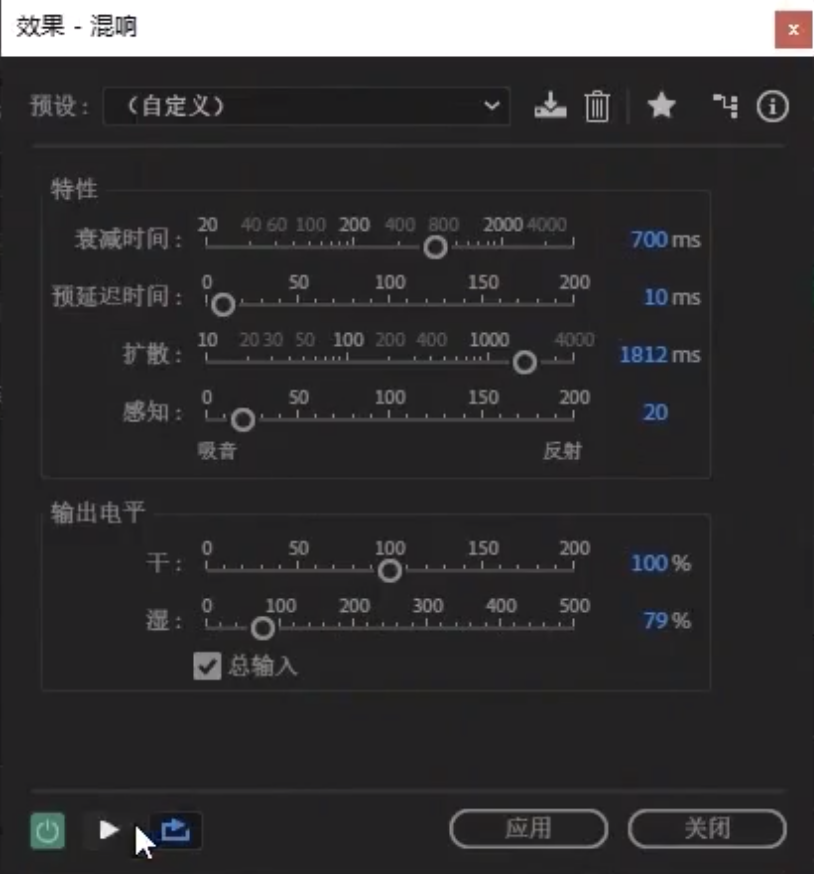 效果 - 混响
x
预设: (自定义)
特性
衰减时间: 20 40 60 100 200 400 800 2000 4000 700 ms
预延迟时间: 0 50 100 150 200 10 ms
扩散: 10 20 30 50 100 200 400 1000 4000 1812 ms
感知: 0 50 100 150 200 20
吸音 反射
输出电平
干: 0 50 100 150 200 100 %
湿: 0 100 200 300 400 500 79 %
总输入
应用 关闭